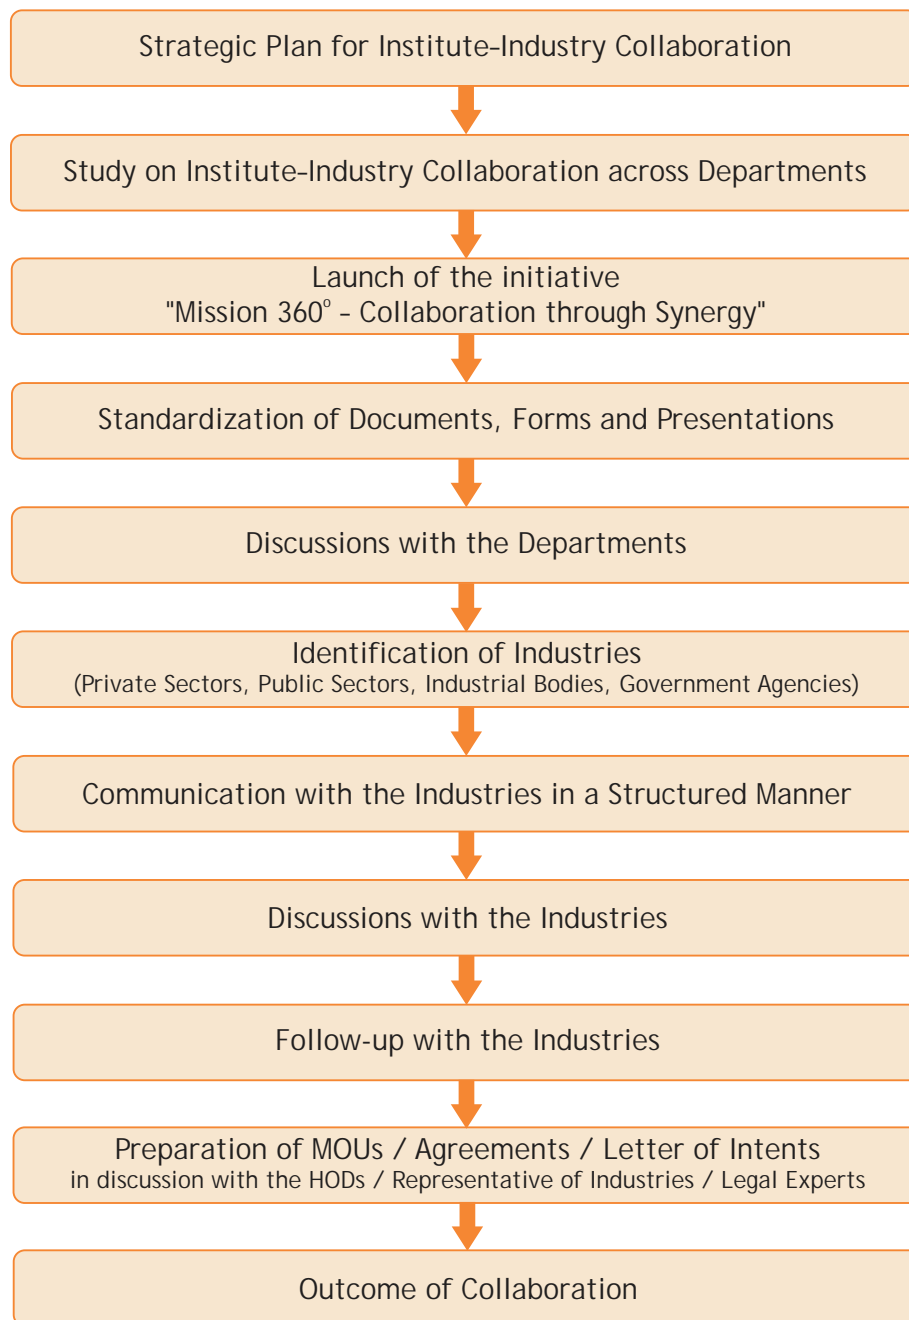 Strategic Plan for Institute-Industry Collaboration
Study on Institute-Industry Collaboration across Departments
Launch of the initiative
"Mission 360° - Collaboration through Synergy"
Standardization of Documents, Forms and Presentations
Discussions with the Departments
Identification of Industries
(Private Sectors, Public Sectors, Industrial Bodies, Government Agencies)
Communication with the Industries in a Structured Manner
Discussions with the Industries
Follow-up with the Industries
Preparation of MOUs / Agreements / Letter of Intents
in discussion with the HODs / Representative of Industries / Legal Experts
Outcome of Collaboration